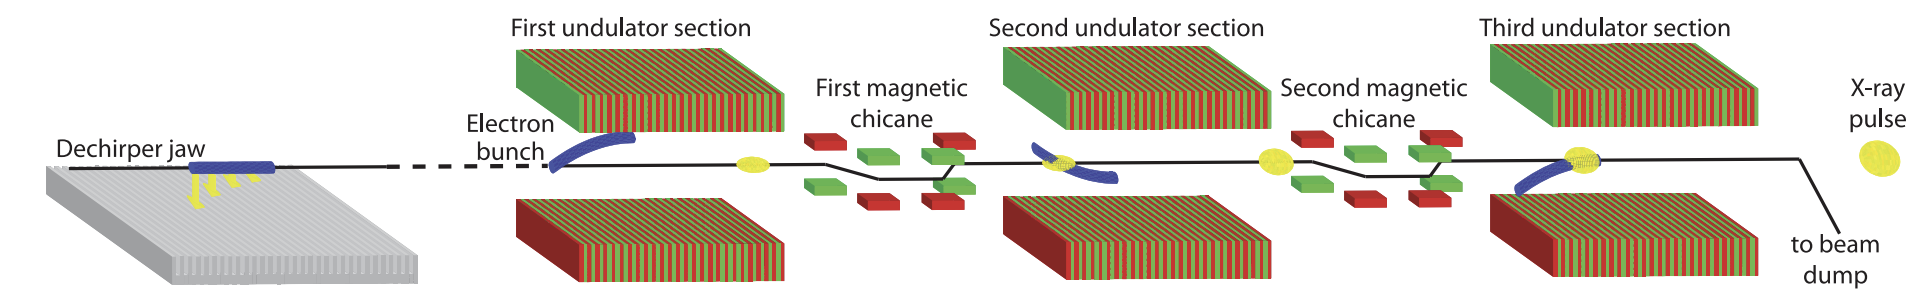 Dechirper jaw
Electron
bunch
First undulator section
First magnetic
chicane
Second undulator section
Second magnetic
chicane
Third undulator section
X-ray
pulse
to beam
dump